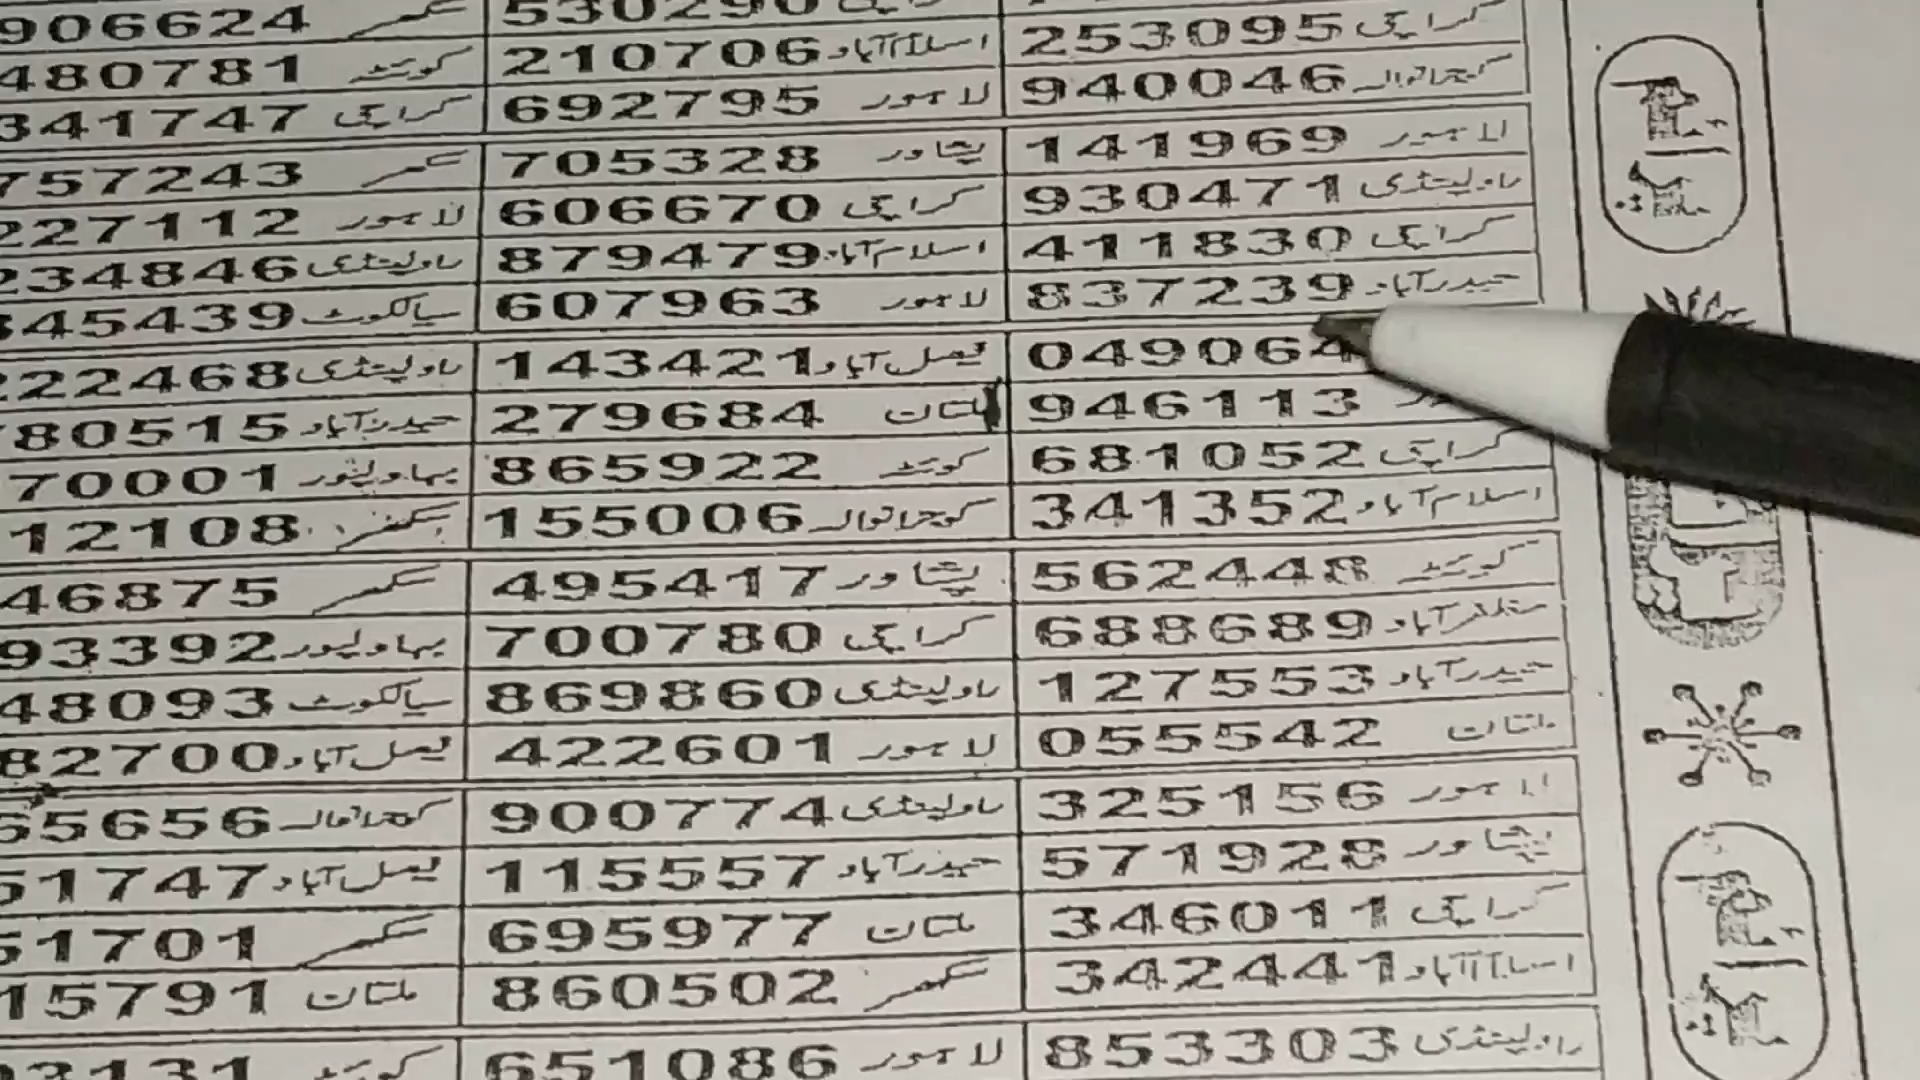 906624 سکھر 530290 کراچی
480781 کوئٹہ 210706 اسلام آباد 253095 کراچی
341747 کراچی 692795 لاہور 940046 گوجرانوالہ
757243 سکھر 705328 پشاور 141969 لاہور
227112 لاہور 606670 کراچی 930471 راولپنڈی
234846 راولپنڈی 879479 اسلام آباد 411830 کراچی
345439 سیالکوٹ 607963 لاہور 837239 حیدرآباد
222468 راولپنڈی 143421 فیصل آباد 049064
80515 حیدرآباد 279684 ملتان 946113
70001 بہاولپور 865922 کوئٹہ 681052 کراچی
12108 سکھر 155006 گوجرانوالہ 341352 اسلام آباد
46875 سکھر 495417 پشاور 562448 کوئٹہ
93392 بہاولپور 700780 کراچی 688689 مظفرآباد
48093 سیالکوٹ 869860 راولپنڈی 127553 حیدرآباد
82700 فیصل آباد 422601 لاہور 055542 ملتان
55656 گوجرانوالہ 900774 راولپنڈی 325156 لاہور
51747 فیصل آباد 115557 حیدرآباد 571928 پشاور
51701 سکھر 695977 ملتان 346011 کراچی
15791 ملتان 860502 سکھر 342441 اسلام آباد
93131 کوئٹہ 651086 لاہور 853303 راولپنڈی